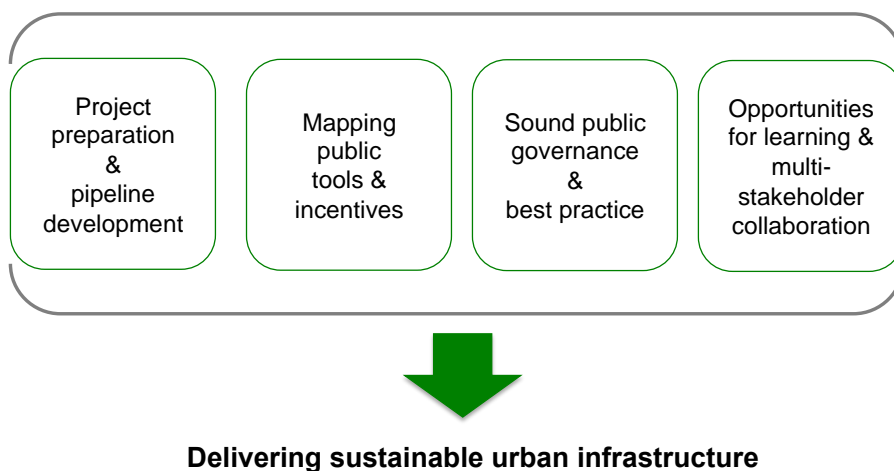 Project
preparation
&
pipeline
development
Mapping
public
tools &
incentives
Sound public
governance
&
best practice
Opportunities
for learning &
multi-
stakeholder
collaboration
Delivering sustainable urban infrastructure